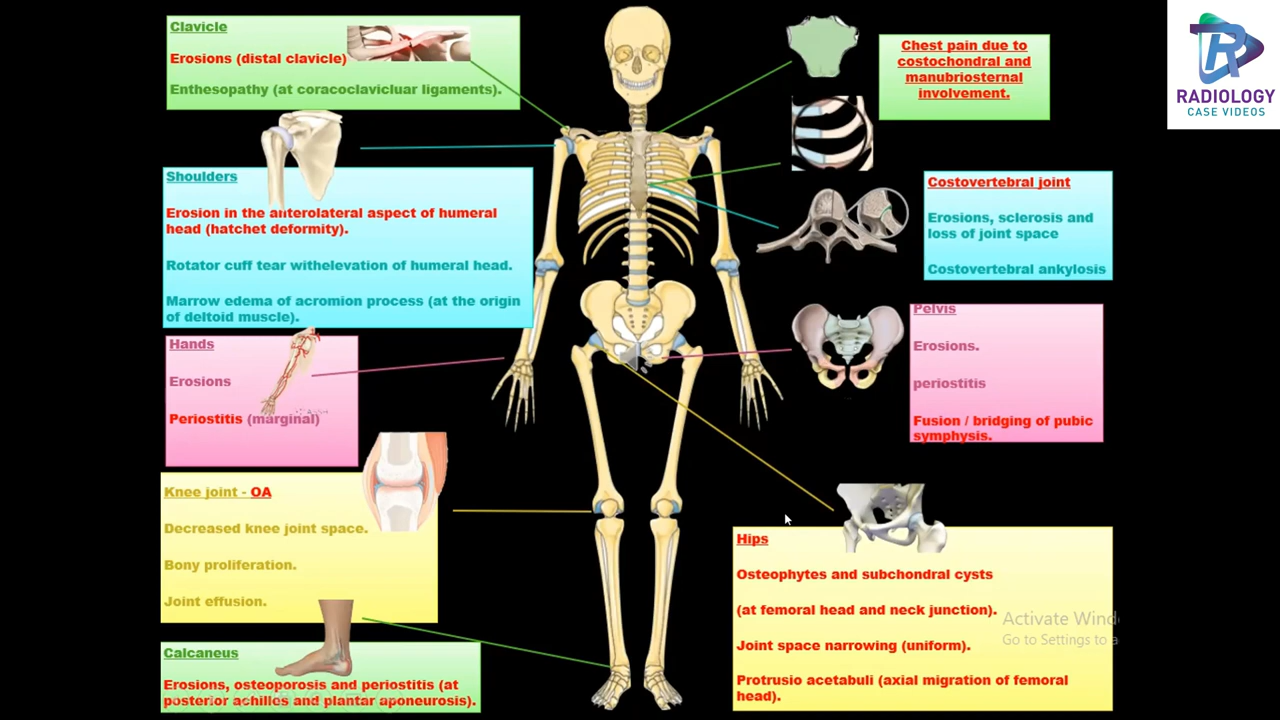 Clavicle
Erosions (distal clavicle)
Enthesopathy (at coracoclavicluar ligaments).
Shoulders
Erosion in the anterolateral aspect of humeral
head (hatchet deformity).
Rotator cuff tear withelevation of humeral head.
Marrow edema of acromion process (at the origin
of deltoid muscle).
Hands
Erosions
Periostitis (marginal)
Knee joint - OA
Decreased knee joint space.
Bony proliferation.
Joint effusion.
Calcaneus
Erosions, osteoporosis and periostitis (at
posterior achilles and plantar aponeurosis).
Chest pain due to
costochondral and
manubriosternal
involvement.
Costovertebral joint
Erosions, sclerosis and
loss of joint space
Costovertebral ankylosis
Pelvis
Erosions.
periostitis
Fusion / bridging of pubic
symphysis.
Hips
Osteophytes and subchondral cysts
(at femoral head and neck junction).
Joint space narrowing (uniform).
Protrusio acetabuli (axial migration of femoral
head).
Activate Wind
Go to Settings to a
RADIOLOGY
CASE VIDEOS